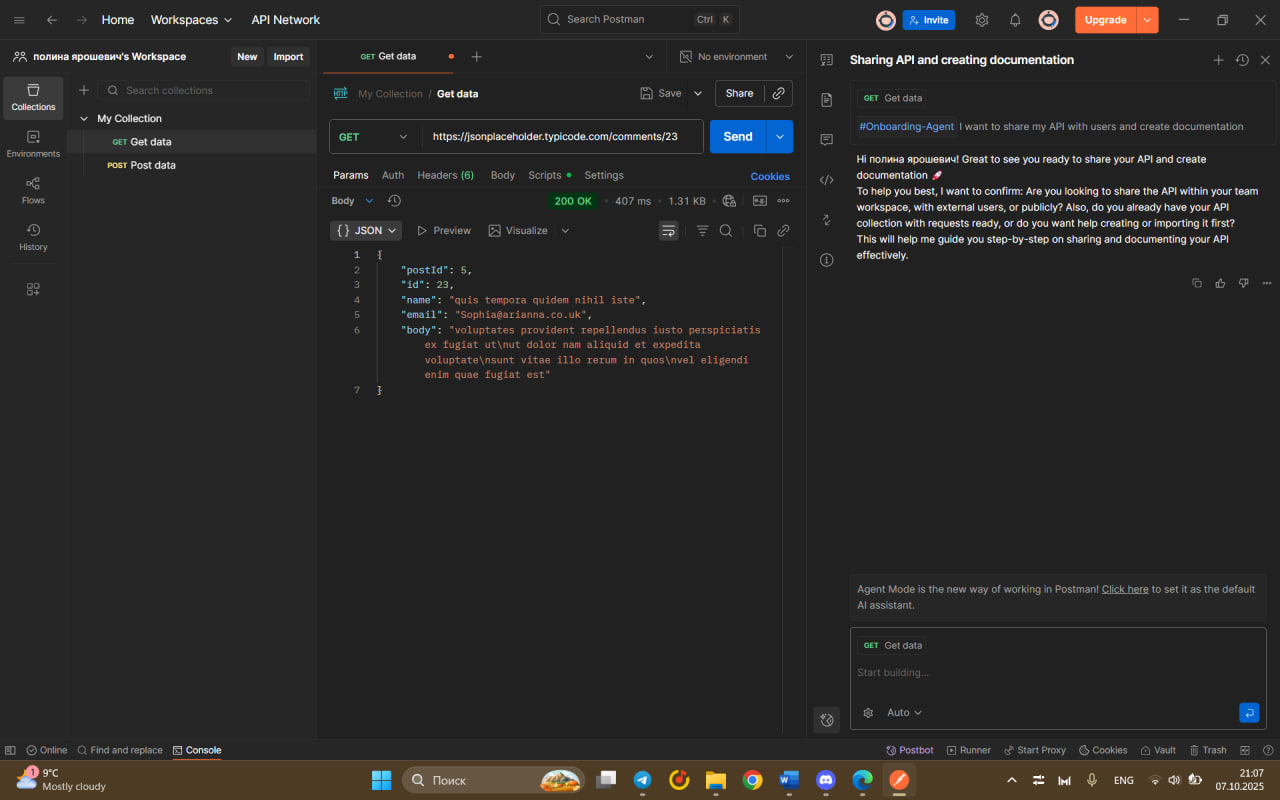 Home Workspaces API Network Search Postman Ctrl K Invite Upgrade
полина ярошевич's Workspace New Import
Collections
Environments
Flows
History
Search collections
My Collection
GET Get data
POST Post data
GET Get data No environment
HTTP My Collection / Get data Save Share
GET https://jsonplaceholder.typicode.com/comments/23 Send
Params Auth Headers (6) Body Scripts Settings Cookies
Body 200 OK 407 ms 1.31 KB
{} JSON Preview Visualize
1 {
2 "postId": 5,
3 "id": 23,
4 "name": "quis tempora quidem nihil iste",
5 "email": "Sophia@arianna.co.uk",
6 "body": "voluptates provident repellendus iusto perspiciatis
ex fugiat ut\nut dolor nam aliquid et expedita
voluptate\nsunt vitae illo rerum in quos\nvel eligendi
enim quae fugiat est"
7 }
Sharing API and creating documentation
GET Get data
#Onboarding-Agent I want to share my API with users and create documentation
Hi полина ярошевич! Great to see you ready to share your API and create
documentation 🚀
To help you best, I want to confirm: Are you looking to share the API within your team
workspace, with external users, or publicly? Also, do you already have your API
collection with requests ready, or do you want help creating or importing it first?
This will help me guide you step-by-step on sharing and documenting your API
effectively.
Agent Mode is the new way of working in Postman! Click here to set it as the default
AI assistant.
GET Get data
Start building...
Auto
Online Find and replace Console Postbot Runner Start Proxy Cookies Vault Trash
1 9°C
Mostly cloudy
Поиск
ENG
21:07
07.10.2025